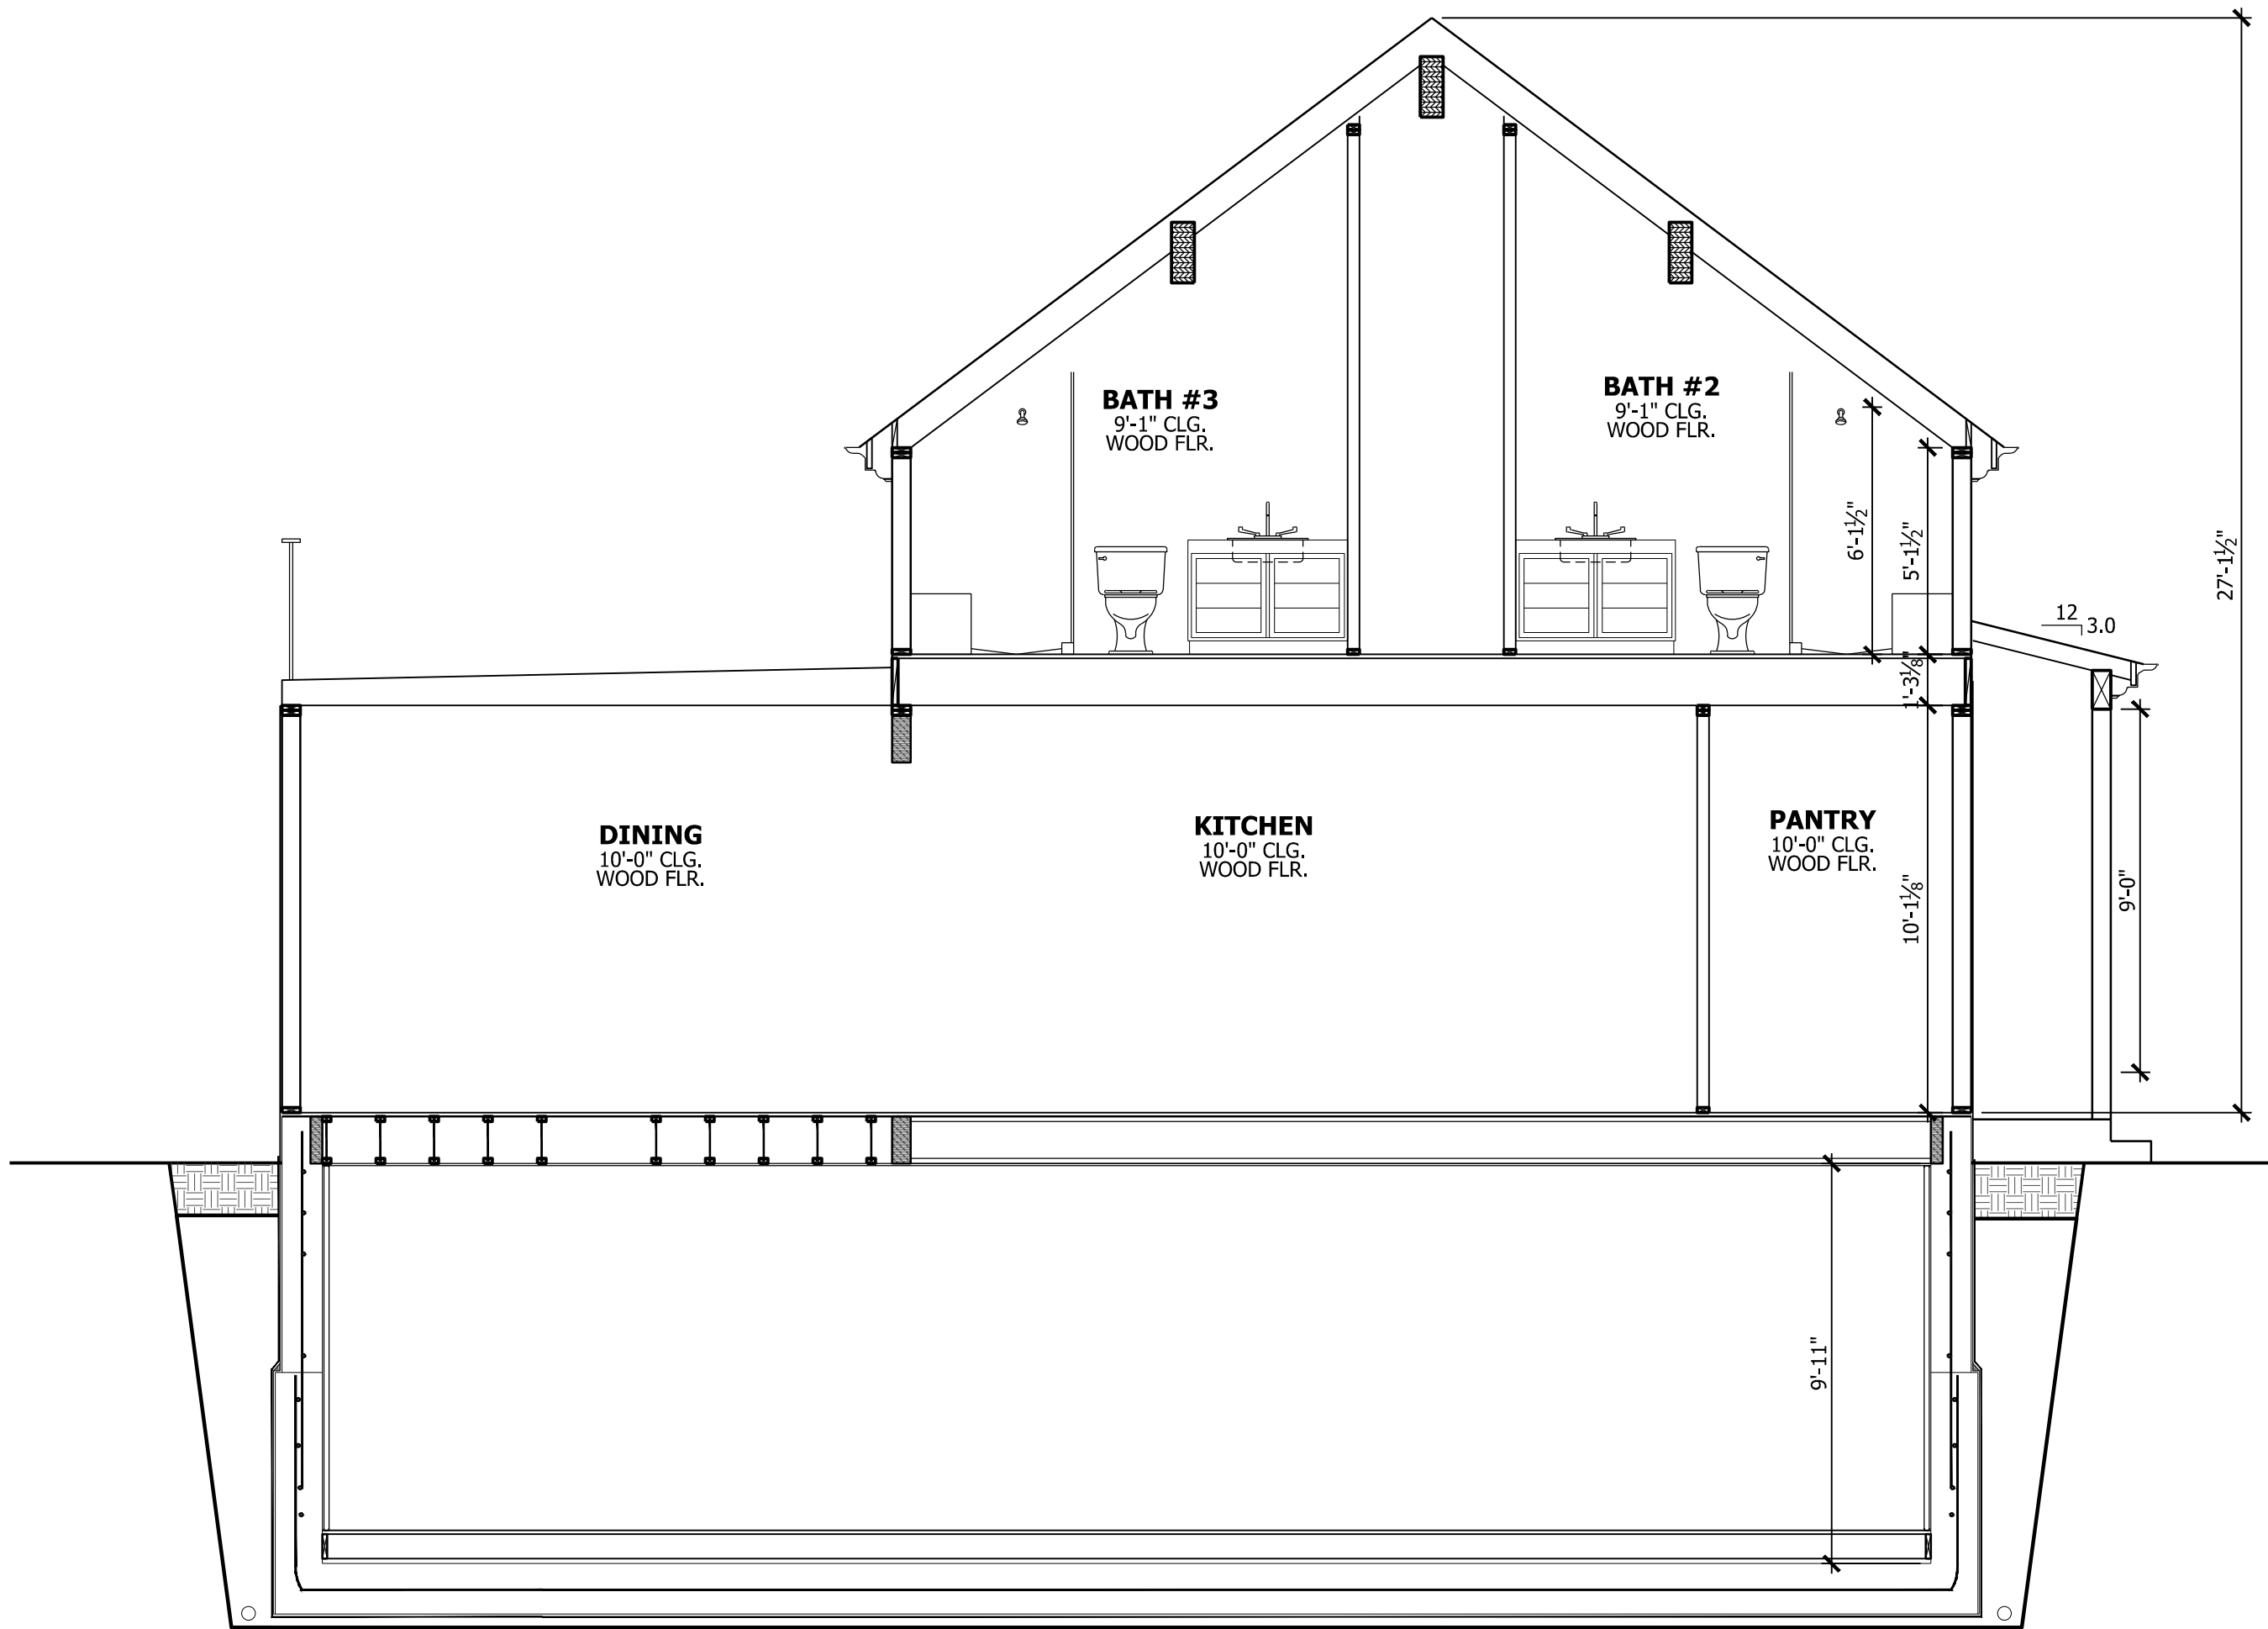 BATH #3
9'-1" CLG.
WOOD FLR.
BATH #2
9'-1" CLG.
WOOD FLR.
6'-1½"
5'-1½"
27'-1½"
12
3.0
1'-3⅛"
DINING
10'-0" CLG.
WOOD FLR.
KITCHEN
10'-0" CLG.
WOOD FLR.
PANTRY
10'-0" CLG.
WOOD FLR.
10'-1⅛"
9'-0"
9'-11"